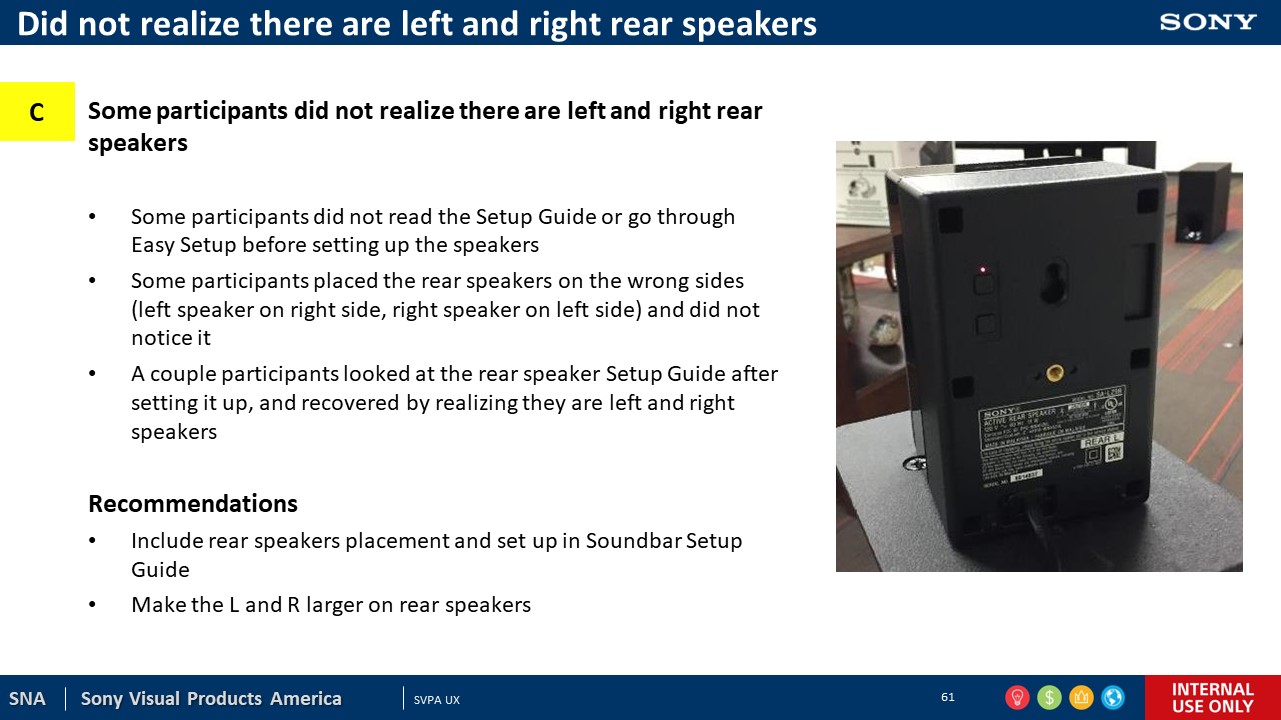 Did not realize there are left and right rear speakers
SONY
C
Some participants did not realize there are left and right rear
speakers
• Some participants did not read the Setup Guide or go through
Easy Setup before setting up the speakers
• Some participants placed the rear speakers on the wrong sides
(left speaker on right side, right speaker on left side) and did not
notice it
• A couple participants looked at the rear speaker Setup Guide after
setting it up, and recovered by realizing they are left and right
speakers
Recommendations
• Include rear speakers placement and set up in Soundbar Setup
Guide
• Make the L and R larger on rear speakers
SONY
ACTIVE REAR SPEAKER
REAR L
SNA
Sony Visual Products America
SVPA UX
61
INTERNAL
USE ONLY